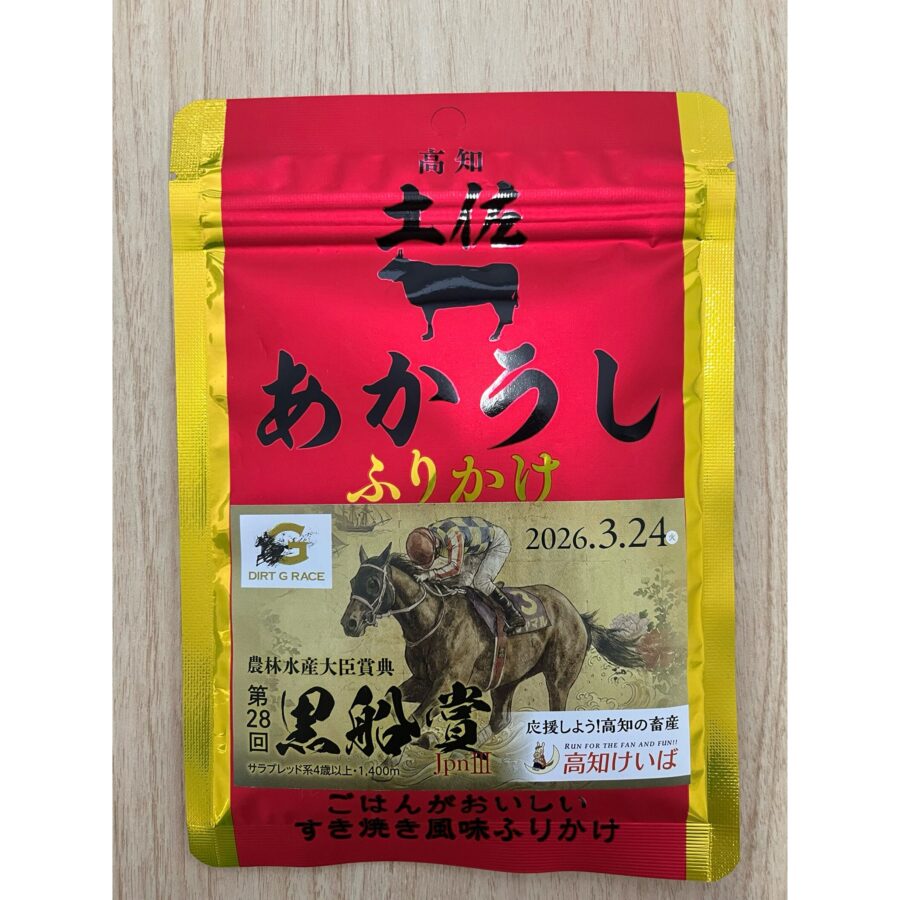 高知
土佐
あかうし
ふりかけ
G
DIRT G RACE
2026.3.24火
3
農林水産大臣賞典
第28回
黒船賞
JpnIII
サラブレッド系4歳以上・1,400m
応援しよう!高知の畜産
RUN FOR THE FAN AND FUN!!
高知けいば
ごはんがおいしい
すき焼き風味ふりかけ